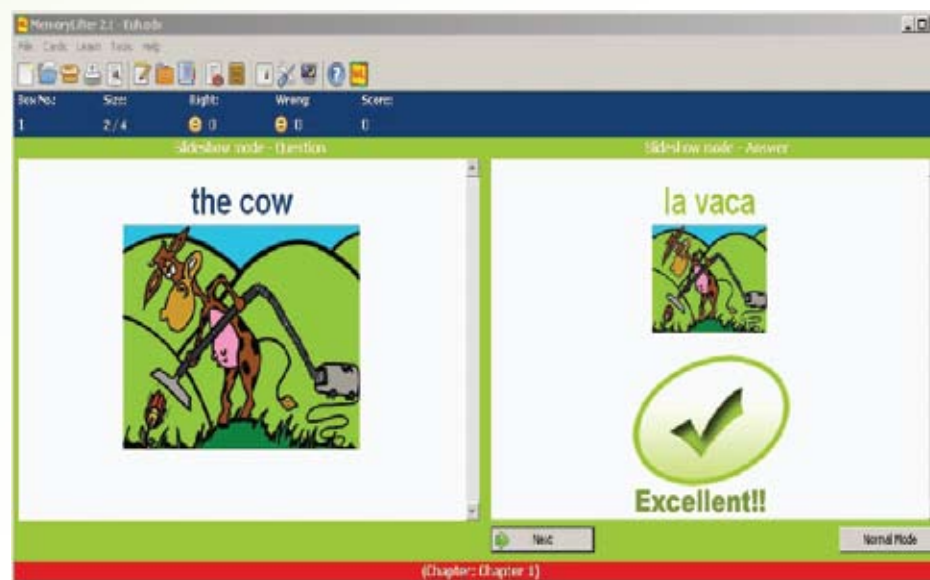 MemoryLifter 2.1 -
File Cards Learn Tools Help
Box No.: Size: Right: Wrong: Score:
1 2/4 0 0 0
Slideshow mode - Question
Slideshow mode - Answer
the cow
la vaca
Excellent!!
Next
Normal Mode
(Chapter: Chapter 1)